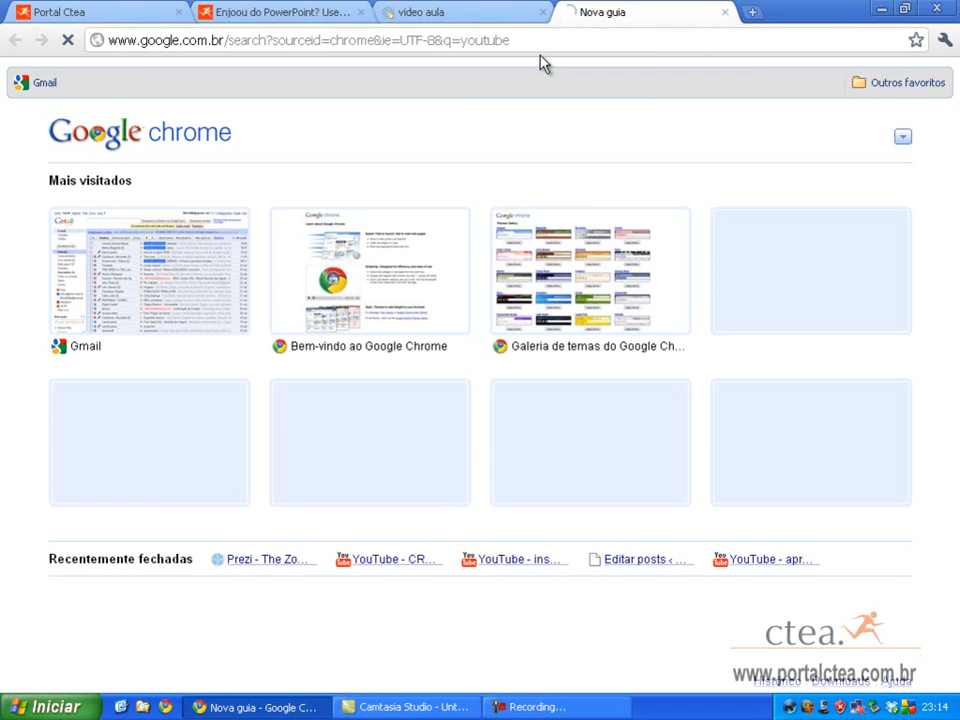 Portal Ctea
Enjoou do PowerPoint? Use...
video aula
Nova guia
www.google.com.br/search?sourceid=chrome&ie=UTF-8&q=youtube
Gmail
Outros favoritos
Google chrome
Mais visitados
Gmail
Bem-vindo ao Google Chrome
Galeria de temas do Google Ch...
Recentemente fechadas
Prezi - The Zo...
YouTube - CR...
YouTube - ins...
Editar posts ‹ ...
YouTube - apr...
ctea.
www.portalctea.com.br
Histórico Downloads Ajuda
Iniciar
Nova guia - Google C...
Camtasia Studio - Unt...
Recording...
23:14